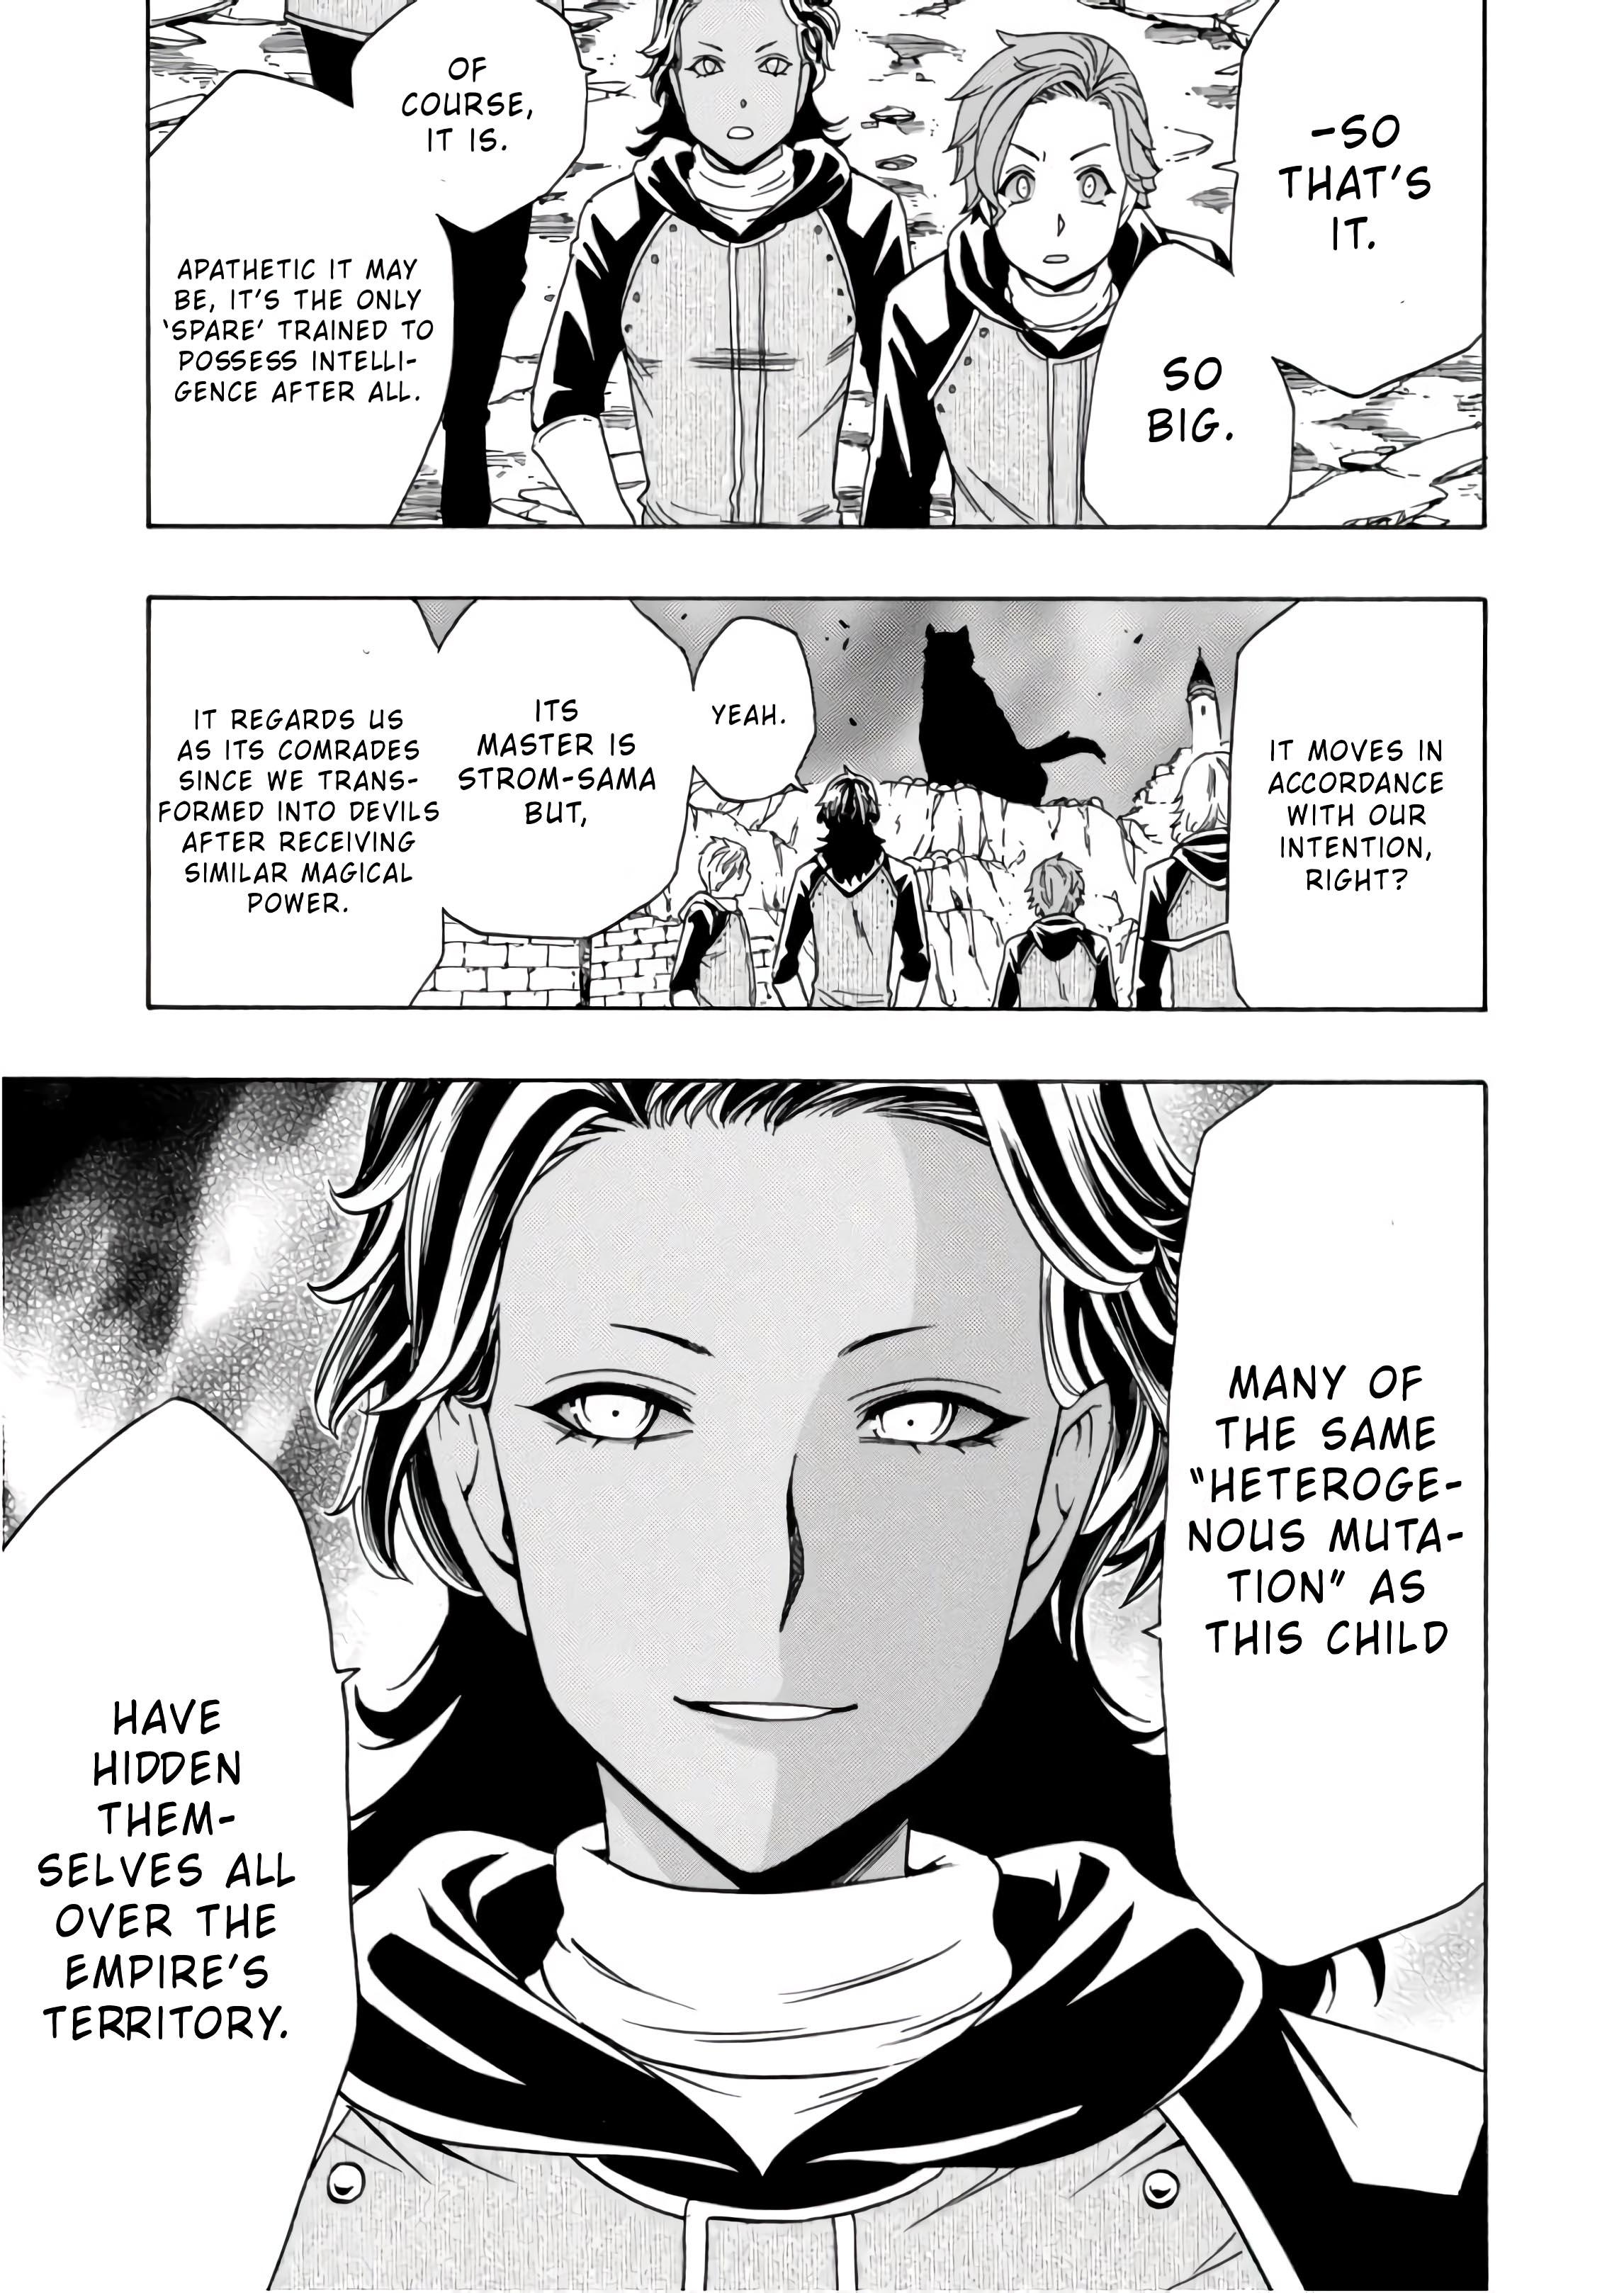 -SO
THAT'S
IT.
SO
BIG.
OF
COURSE,
IT IS.
APATHETIC IT MAY
BE, IT'S THE ONLY
'SPARE' TRAINED TO
POSSESS INTELLI-
GENCE AFTER ALL.
IT MOVES IN
ACCORDANCE
WITH OUR
INTENTION,
RIGHT?
YEAH.
ITS
MASTER IS
STROM-SAMA
BUT,
IT REGARDS US
AS ITS COMRADES
SINCE WE TRANS-
FORMED INTO DEVILS
AFTER RECEIVING
SIMILAR MAGICAL
POWER.
MANY OF
THE SAME
"HETEROGE-
NOUS MUTA-
TION" AS
THIS CHILD
HAVE
HIDDEN
THEM-
SELVES ALL
OVER THE
EMPIRE'S
TERRITORY.